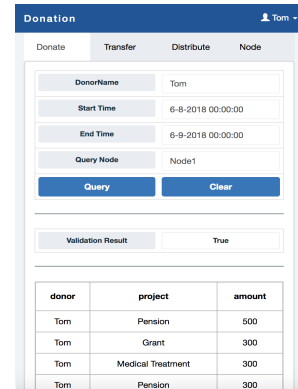 Donation Tom
Donate Transfer Distribute Node
DonorName Tom
Start Time 6-8-2018 00:00:00
End Time 6-9-2018 00:00:00
Query Node Node1
Query Clear
Validation Result True
donor project amount
Tom Pension 500
Tom Grant 300
Tom Medical Treatment 300
Tom Pension 300